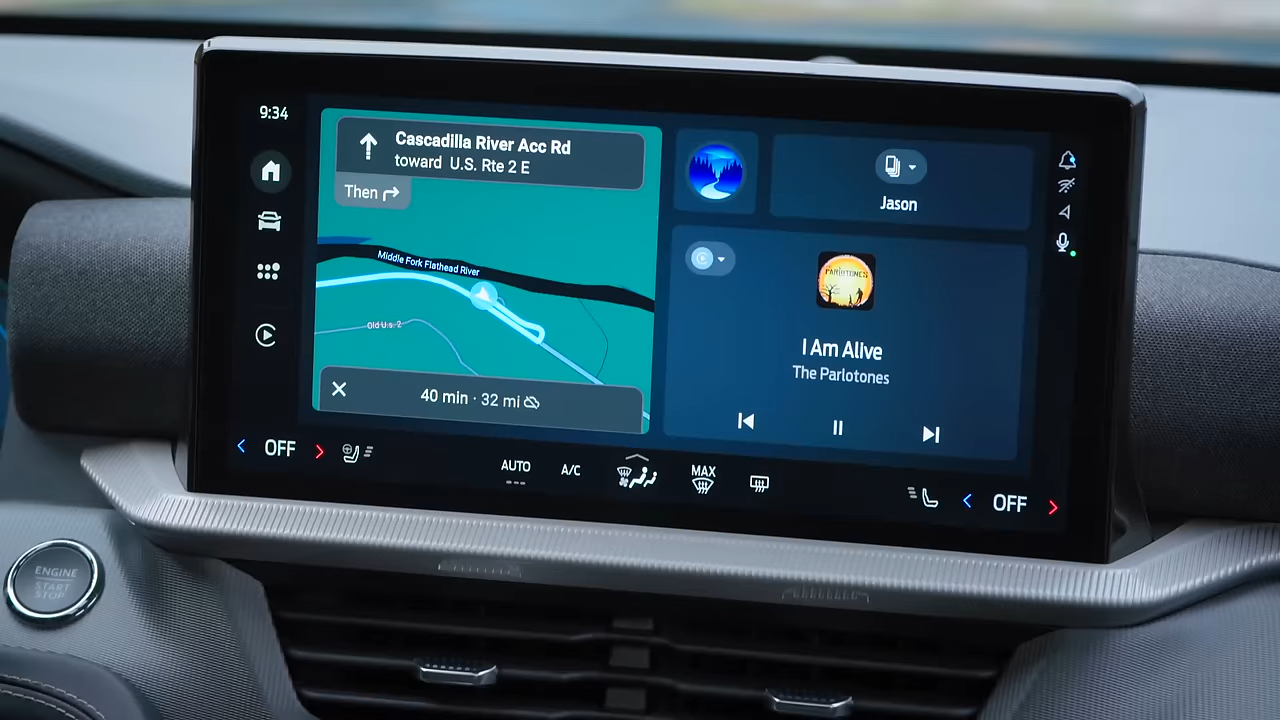 9:34
Cascadilla River Acc Rd
toward U.S. Rte 2 E
Then
Middle Fork Flathead River
Old U.s. 2
40 min · 32 mi
Jason
PARLOTONES
I Am Alive
The Parlotones
OFF
AUTO
A/C
MAX
OFF
ENGINE
START
STOP